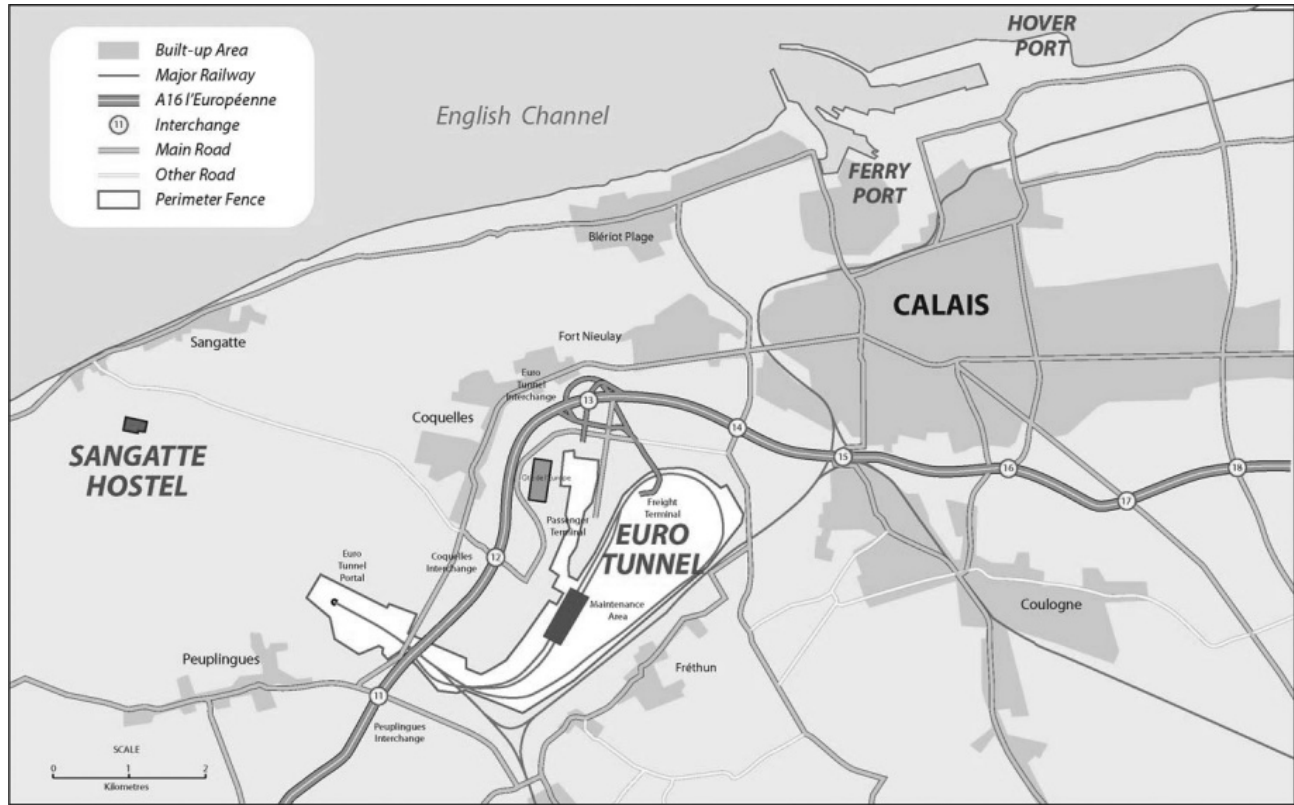 Built-up Area
Major Railway
A16 l'Européenne
11
Interchange
Main Road
Other Road
Perimeter Fence
English Channel
HOVER
PORT
FERRY
PORT
Blériot Plage
CALAIS
Sangatte
Fort Nieulay
Euro
Tunnel
Interchange
13
Coquelles
14
15
16
17
18
SANGATTE
HOSTEL
Freight
Terminal
Passenger
Terminal
EURO
TUNNEL
12
Coquelles
Interchange
Euro
Tunnel
Portal
Maintenance
Area
Coulogne
Peuplingues
Fréthun
11
Peuplingues
Interchange
SCALE
0 1 2
Kilometres